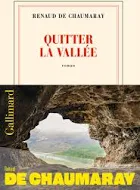 RENAUD DE CHAUMARAY
QUITTER
LA VALLÉE
roman
Gallimard
DE CHAUMARAY